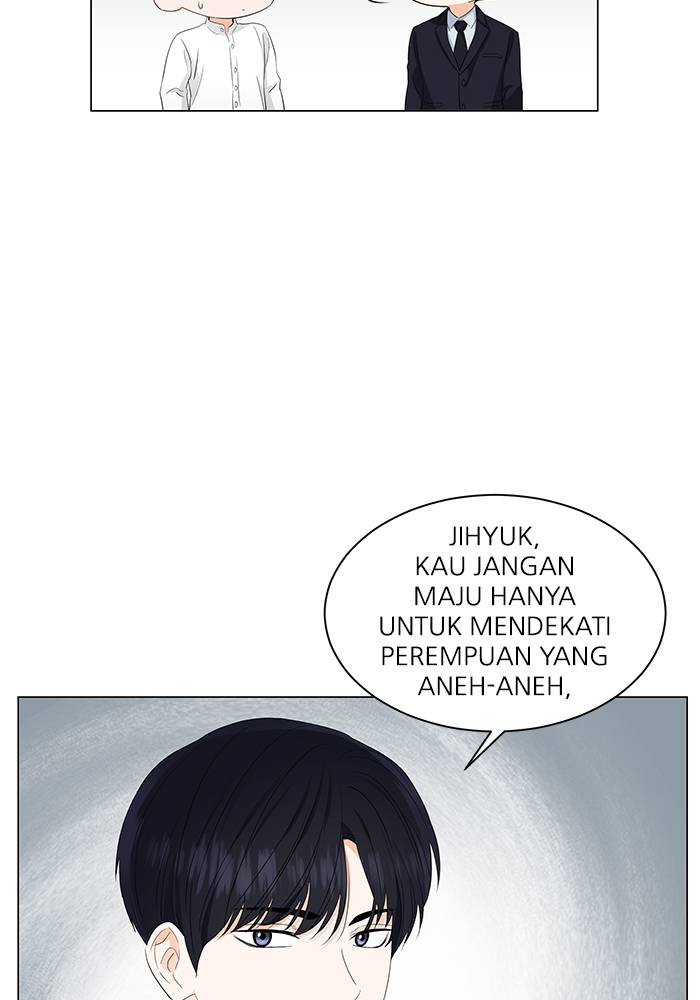 JIHYUK,
KAU JANGAN
MAJU HANYA
UNTUK MENDEKATI
PEREMPUAN YANG
ANEH-ANEH,